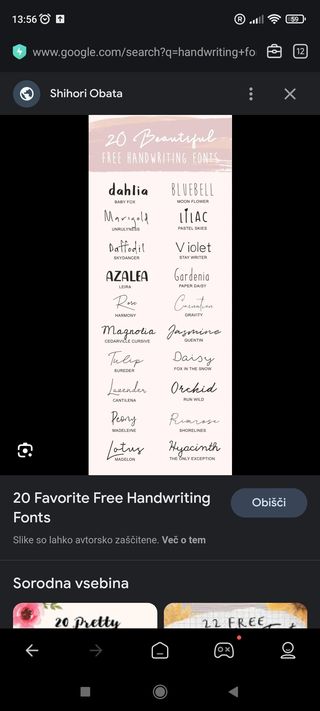 13:56
59
www.google.com/search?q=handwriting+fo
12
Shihori Obata
20 Beautiful
FREE HANDWRITING FONTS
dahlia
BABY FOX
BLUEBELL
MOON FLOWER
Marigold
UNRULYNESS
LILAC
PASTEL SKIES
Daffodil
SKYDANCER
Violet
STAY WRITER
AZALEA
LEIRA
Gardenia
PAPER DAISY
Rose
HARMONY
Carnation
GRAVITY
Magnolia
CEDARVILLE CURSIVE
Jasmine
QUENTIN
Tulip
SUREDER
Daisy
FOX IN THE SNOW
Lavender
CANTILENA
Orchid
RUN WILD
Peony
MADELEINE
Primrose
SHORELINES
Lotus
MADELON
Hyacinth
THE ONLY EXCEPTION
20 Favorite Free Handwriting
Fonts
Obišči
Slike so lahko avtorsko zaščitene. Več o tem
Sorodna vsebina
20 Pretty
22 FREE